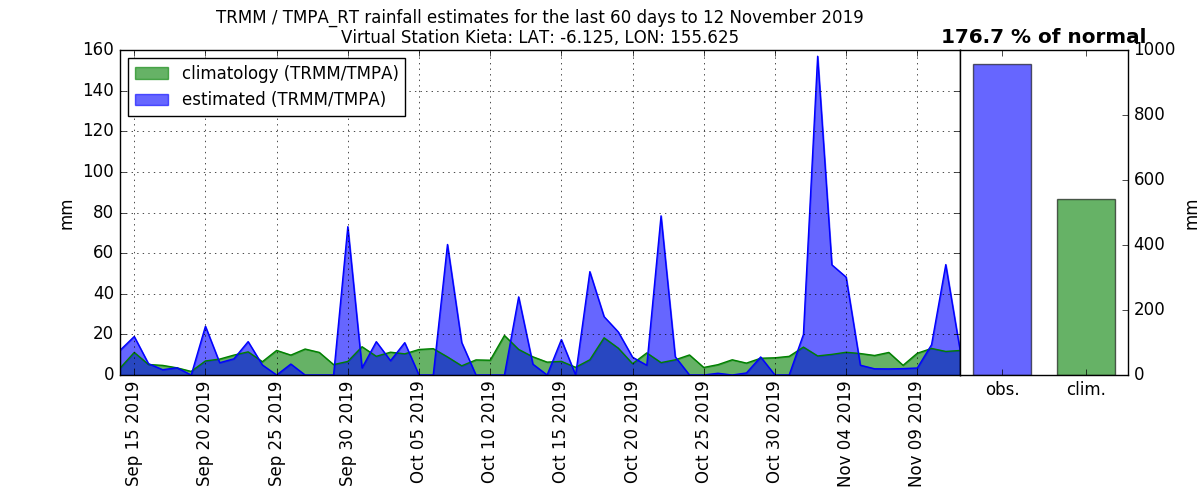 TRMM / TMPA_RT rainfall estimates for the last 60 days to 12 November 2019
Virtual Station Kieta: LAT: -6.125, LON: 155.625
176.7 % of normal
climatology (TRMM/TMPA)
estimated (TRMM/TMPA)
160
140
120
100
80
60
40
20
0
mm
1000
800
600
400
200
0
mm
Sep 15 2019
Sep 20 2019
Sep 25 2019
Sep 30 2019
Oct 05 2019
Oct 10 2019
Oct 15 2019
Oct 20 2019
Oct 25 2019
Oct 30 2019
Nov 04 2019
Nov 09 2019
obs.
clim.